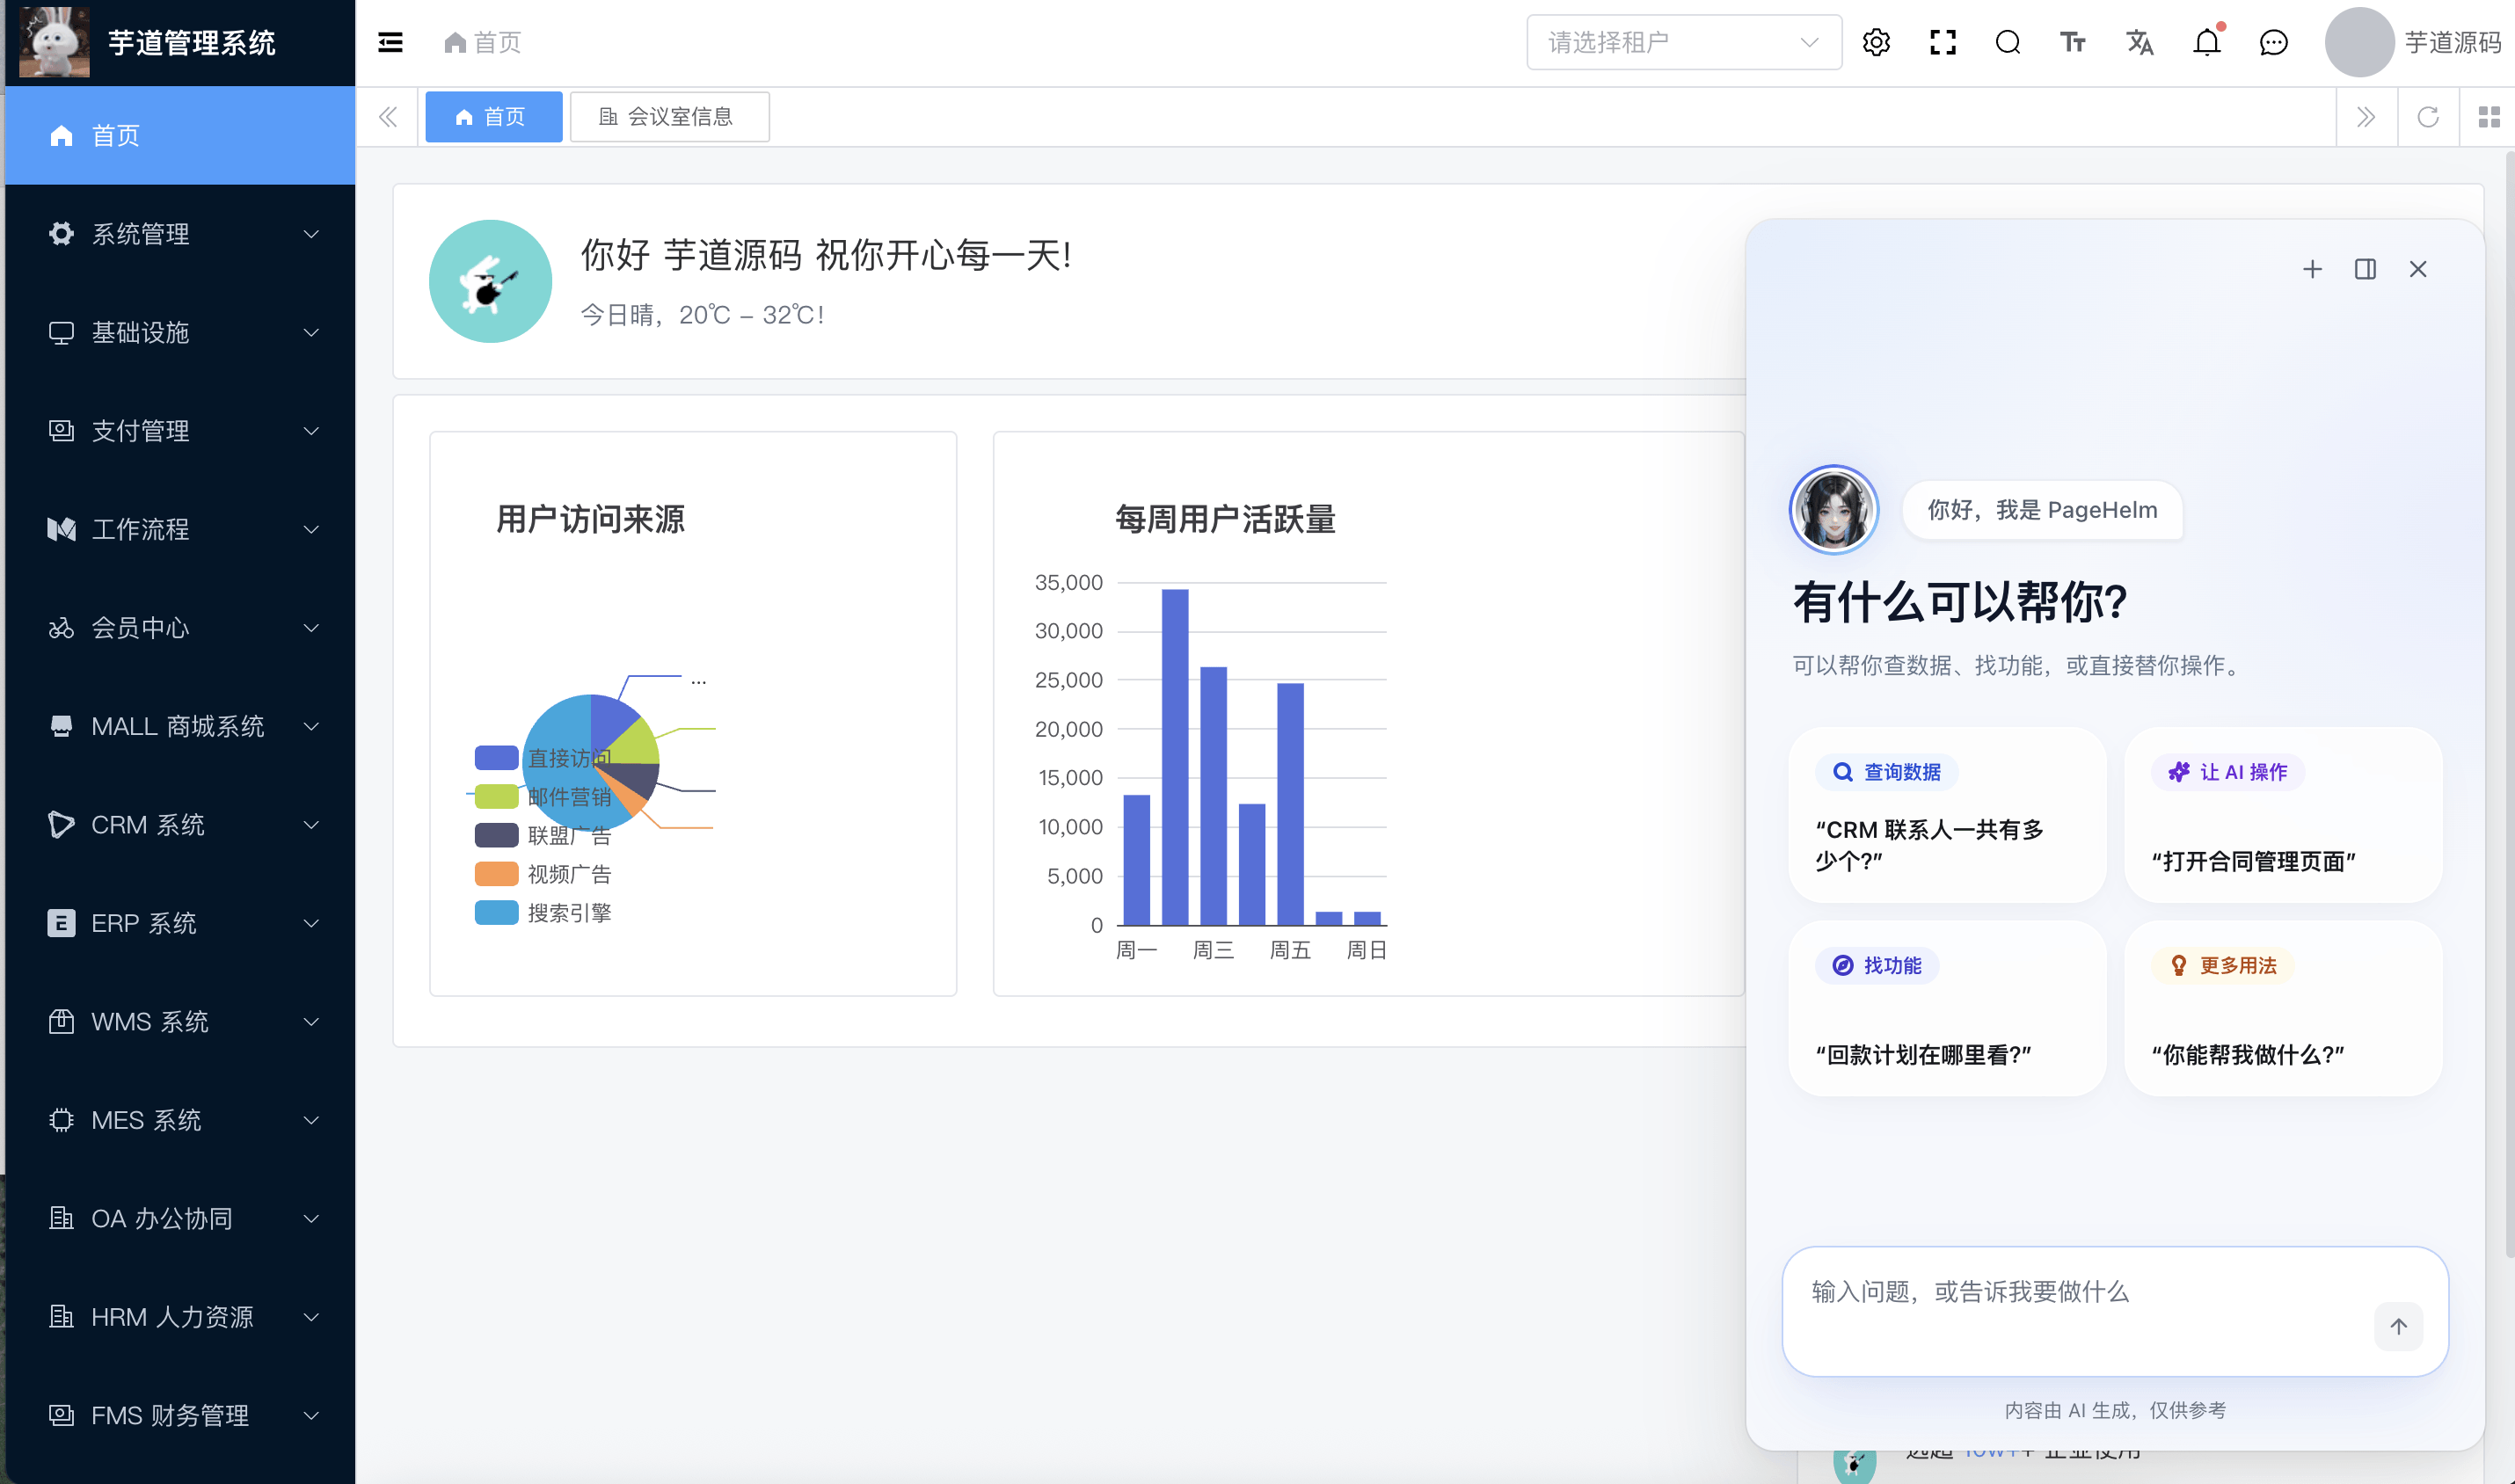 芋道管理系统
首页
请选择租户
芋道源码
首页
会议室信息
首页
系统管理
基础设施
支付管理
工作流程
会员中心
MALL 商城系统
CRM 系统
ERP 系统
WMS 系统
MES 系统
OA 办公协同
HRM 人力资源
FMS 财务管理
你好 芋道源码 祝你开心每一天!
今日晴，20℃ - 32℃!
用户访问来源
...
直接访问
邮件营销
联盟广告
视频广告
搜索引擎
每周用户活跃量
35,000
30,000
25,000
20,000
15,000
10,000
5,000
0
周一 周三 周五 周日
你好，我是 PageHelm
有什么可以帮你?
可以帮你查数据、找功能，或直接替你操作。
查询数据
“CRM 联系人一共有多
少个?”
让 AI 操作
“打开合同管理页面”
找功能
“回款计划在哪里看?”
更多用法
“你能帮我做什么?”
输入问题，或告诉我要做什么
内容由 AI 生成，仅供参考